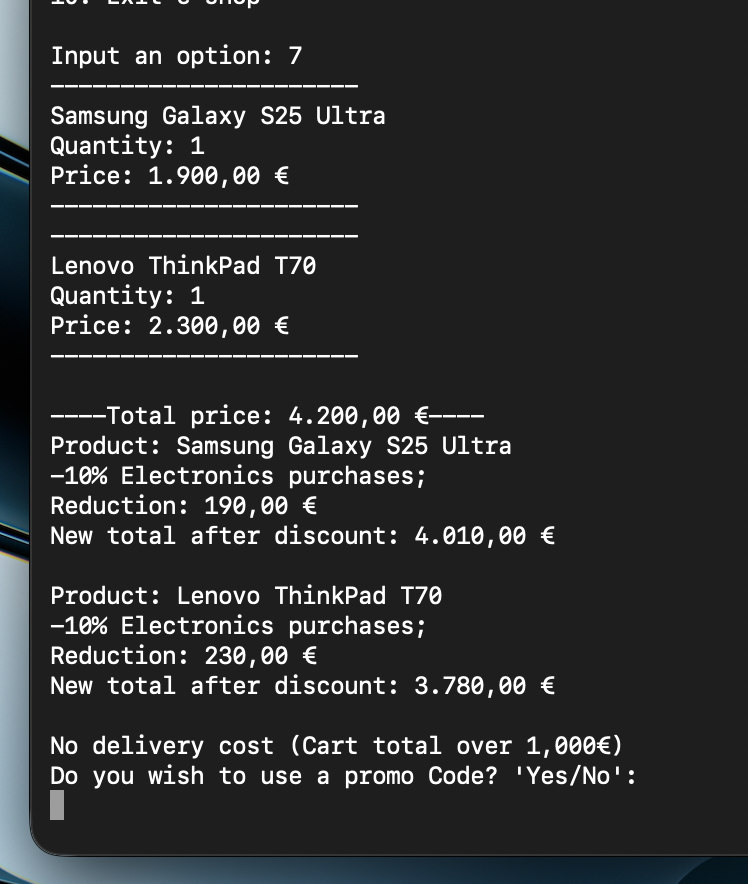 10. Exit e-shop
Input an option: 7
----------------------
Samsung Galaxy S25 Ultra
Quantity: 1
Price: 1.900,00 €
----------------------
----------------------
Lenovo ThinkPad T70
Quantity: 1
Price: 2.300,00 €
----------------------
----Total price: 4.200,00 €----
Product: Samsung Galaxy S25 Ultra
-10% Electronics purchases;
Reduction: 190,00 €
New total after discount: 4.010,00 €
Product: Lenovo ThinkPad T70
-10% Electronics purchases;
Reduction: 230,00 €
New total after discount: 3.780,00 €
No delivery cost (Cart total over 1,000€)
Do you wish to use a promo Code? 'Yes/No':